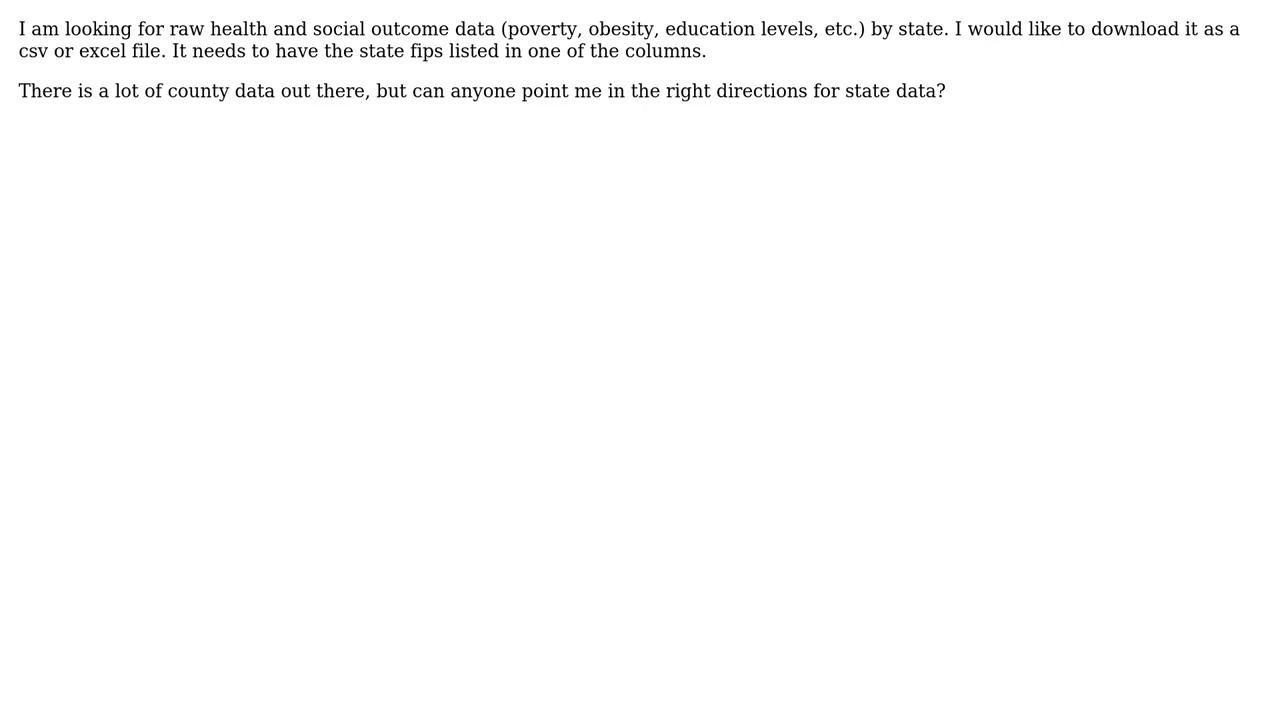 I am looking for raw health and social outcome data (poverty, obesity, education levels, etc.) by state. I would like to download it as a
csv or excel file. It needs to have the state fips listed in one of the columns.
There is a lot of county data out there, but can anyone point me in the right directions for state data?